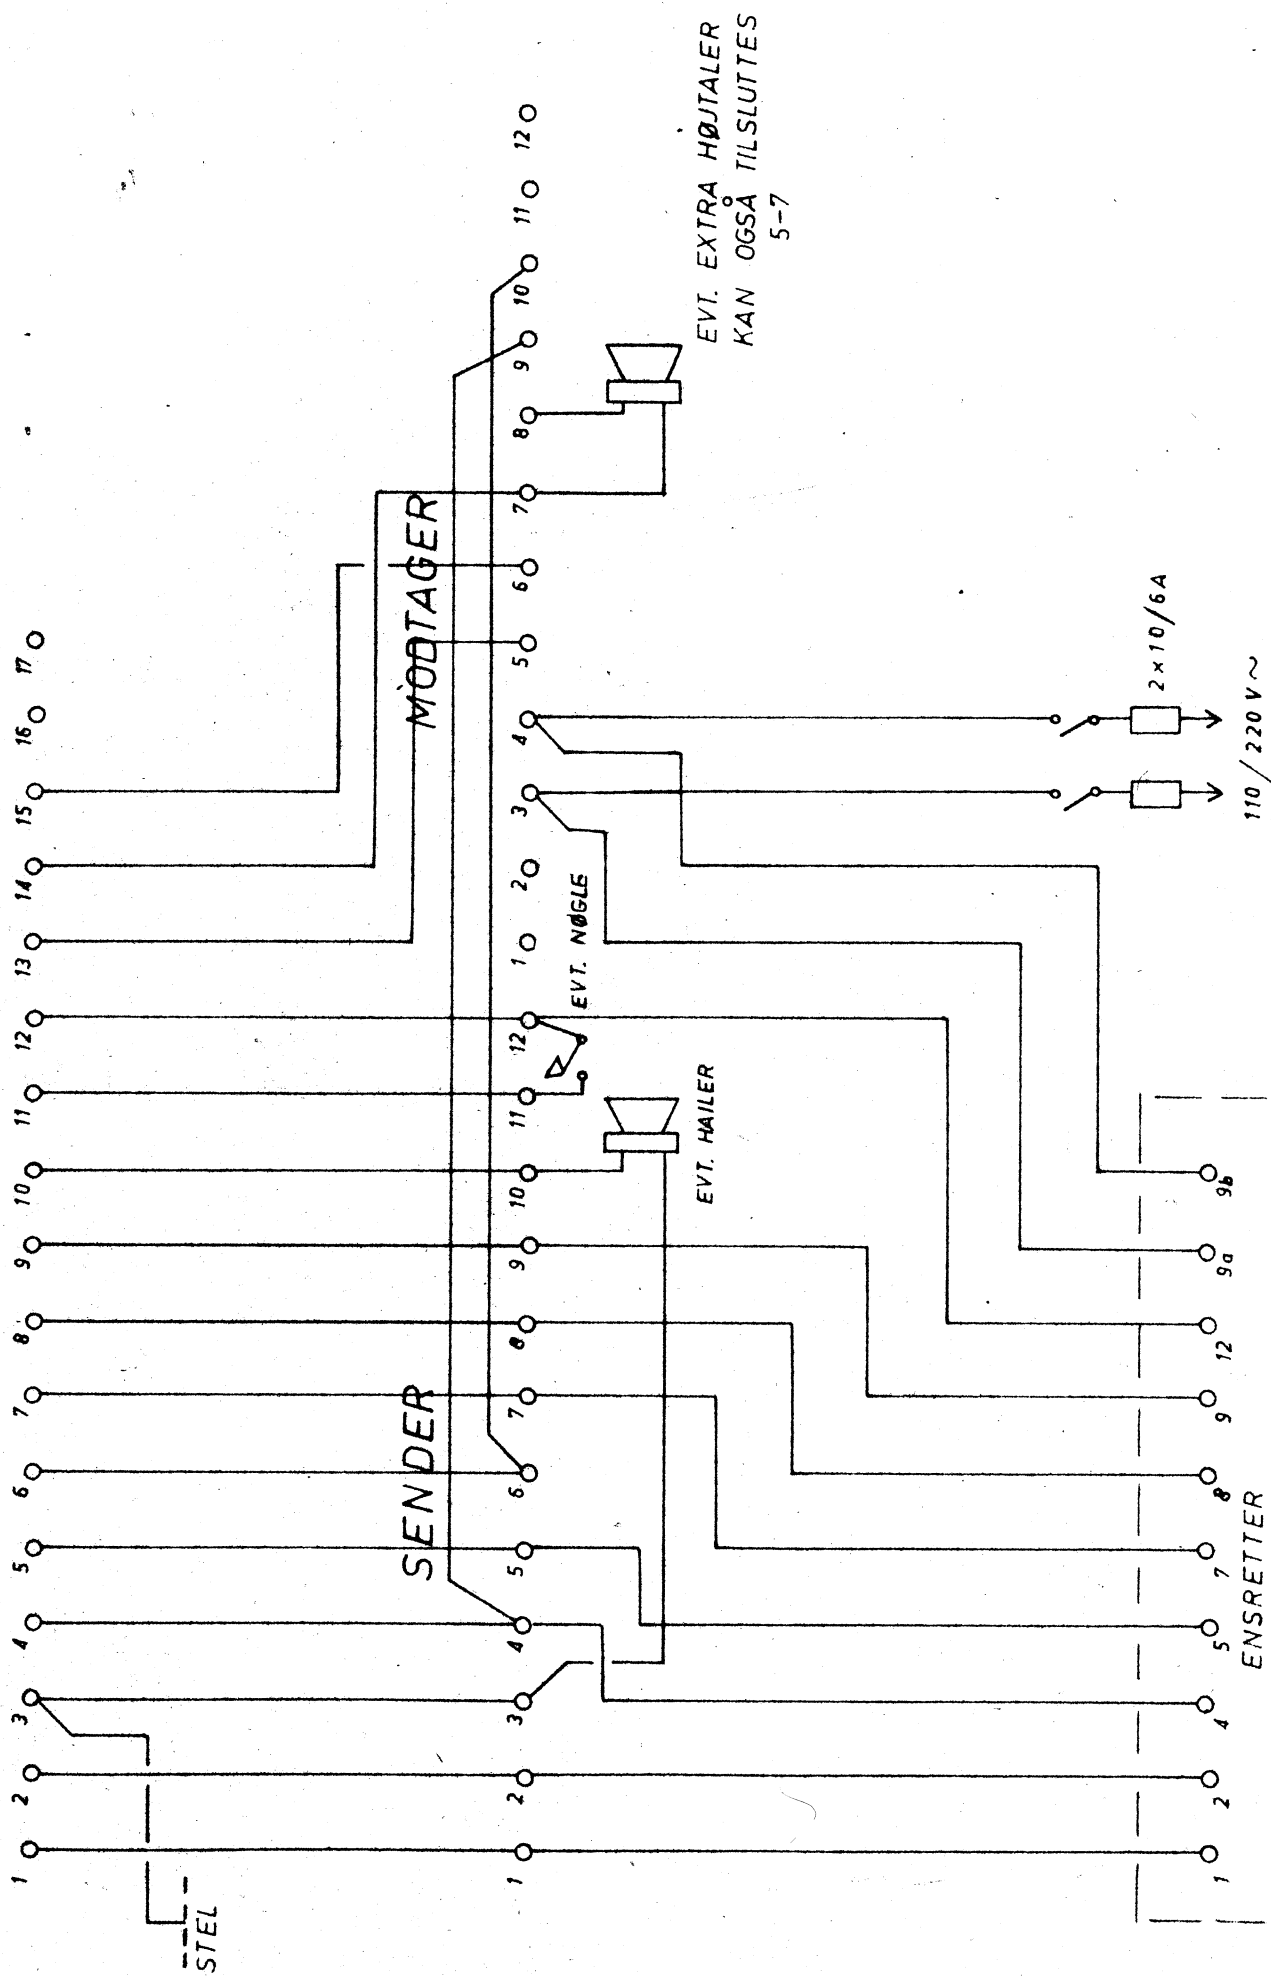 1 2 3 4 5 6 7 8 9 10 11 12 13 14 15 16 17
STEL
SENDER
MODTAGER
1 2 3 4 5 6 7 8 9 10 11 12 1 2 3 4 5 6 7 8 9 10 11 12
EVT. NØGLE
EVT. HAILER
EVT. EXTRA HØJTALER
KAN OGSÅ TILSLUTTES
5-7
2×10/6A
110/220V~
1 2 4 5 7 8 9 12 9a 9b
ENSRETTER